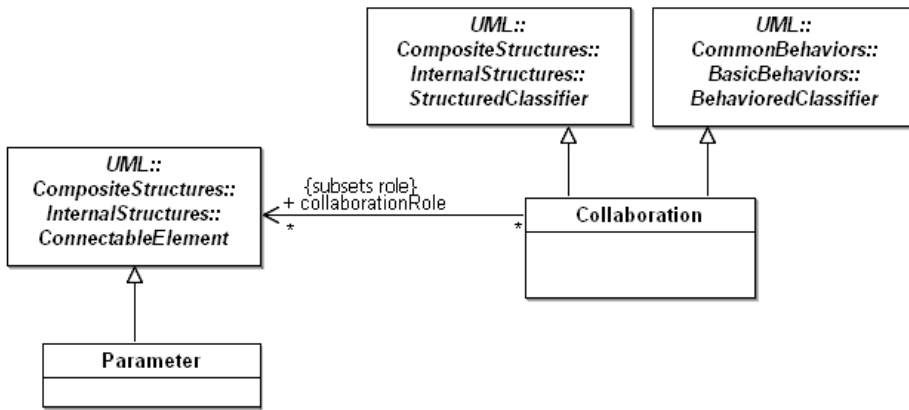 UML::
CompositeStructures::
InternalStructures::
StructuredClassifier
UML::
CommonBehaviors::
BasicBehaviors::
BehavioredClassifier
UML::
CompositeStructures::
InternalStructures::
ConnectableElement
{subsets role}
+ collaborationRole
*
*
Collaboration
Parameter